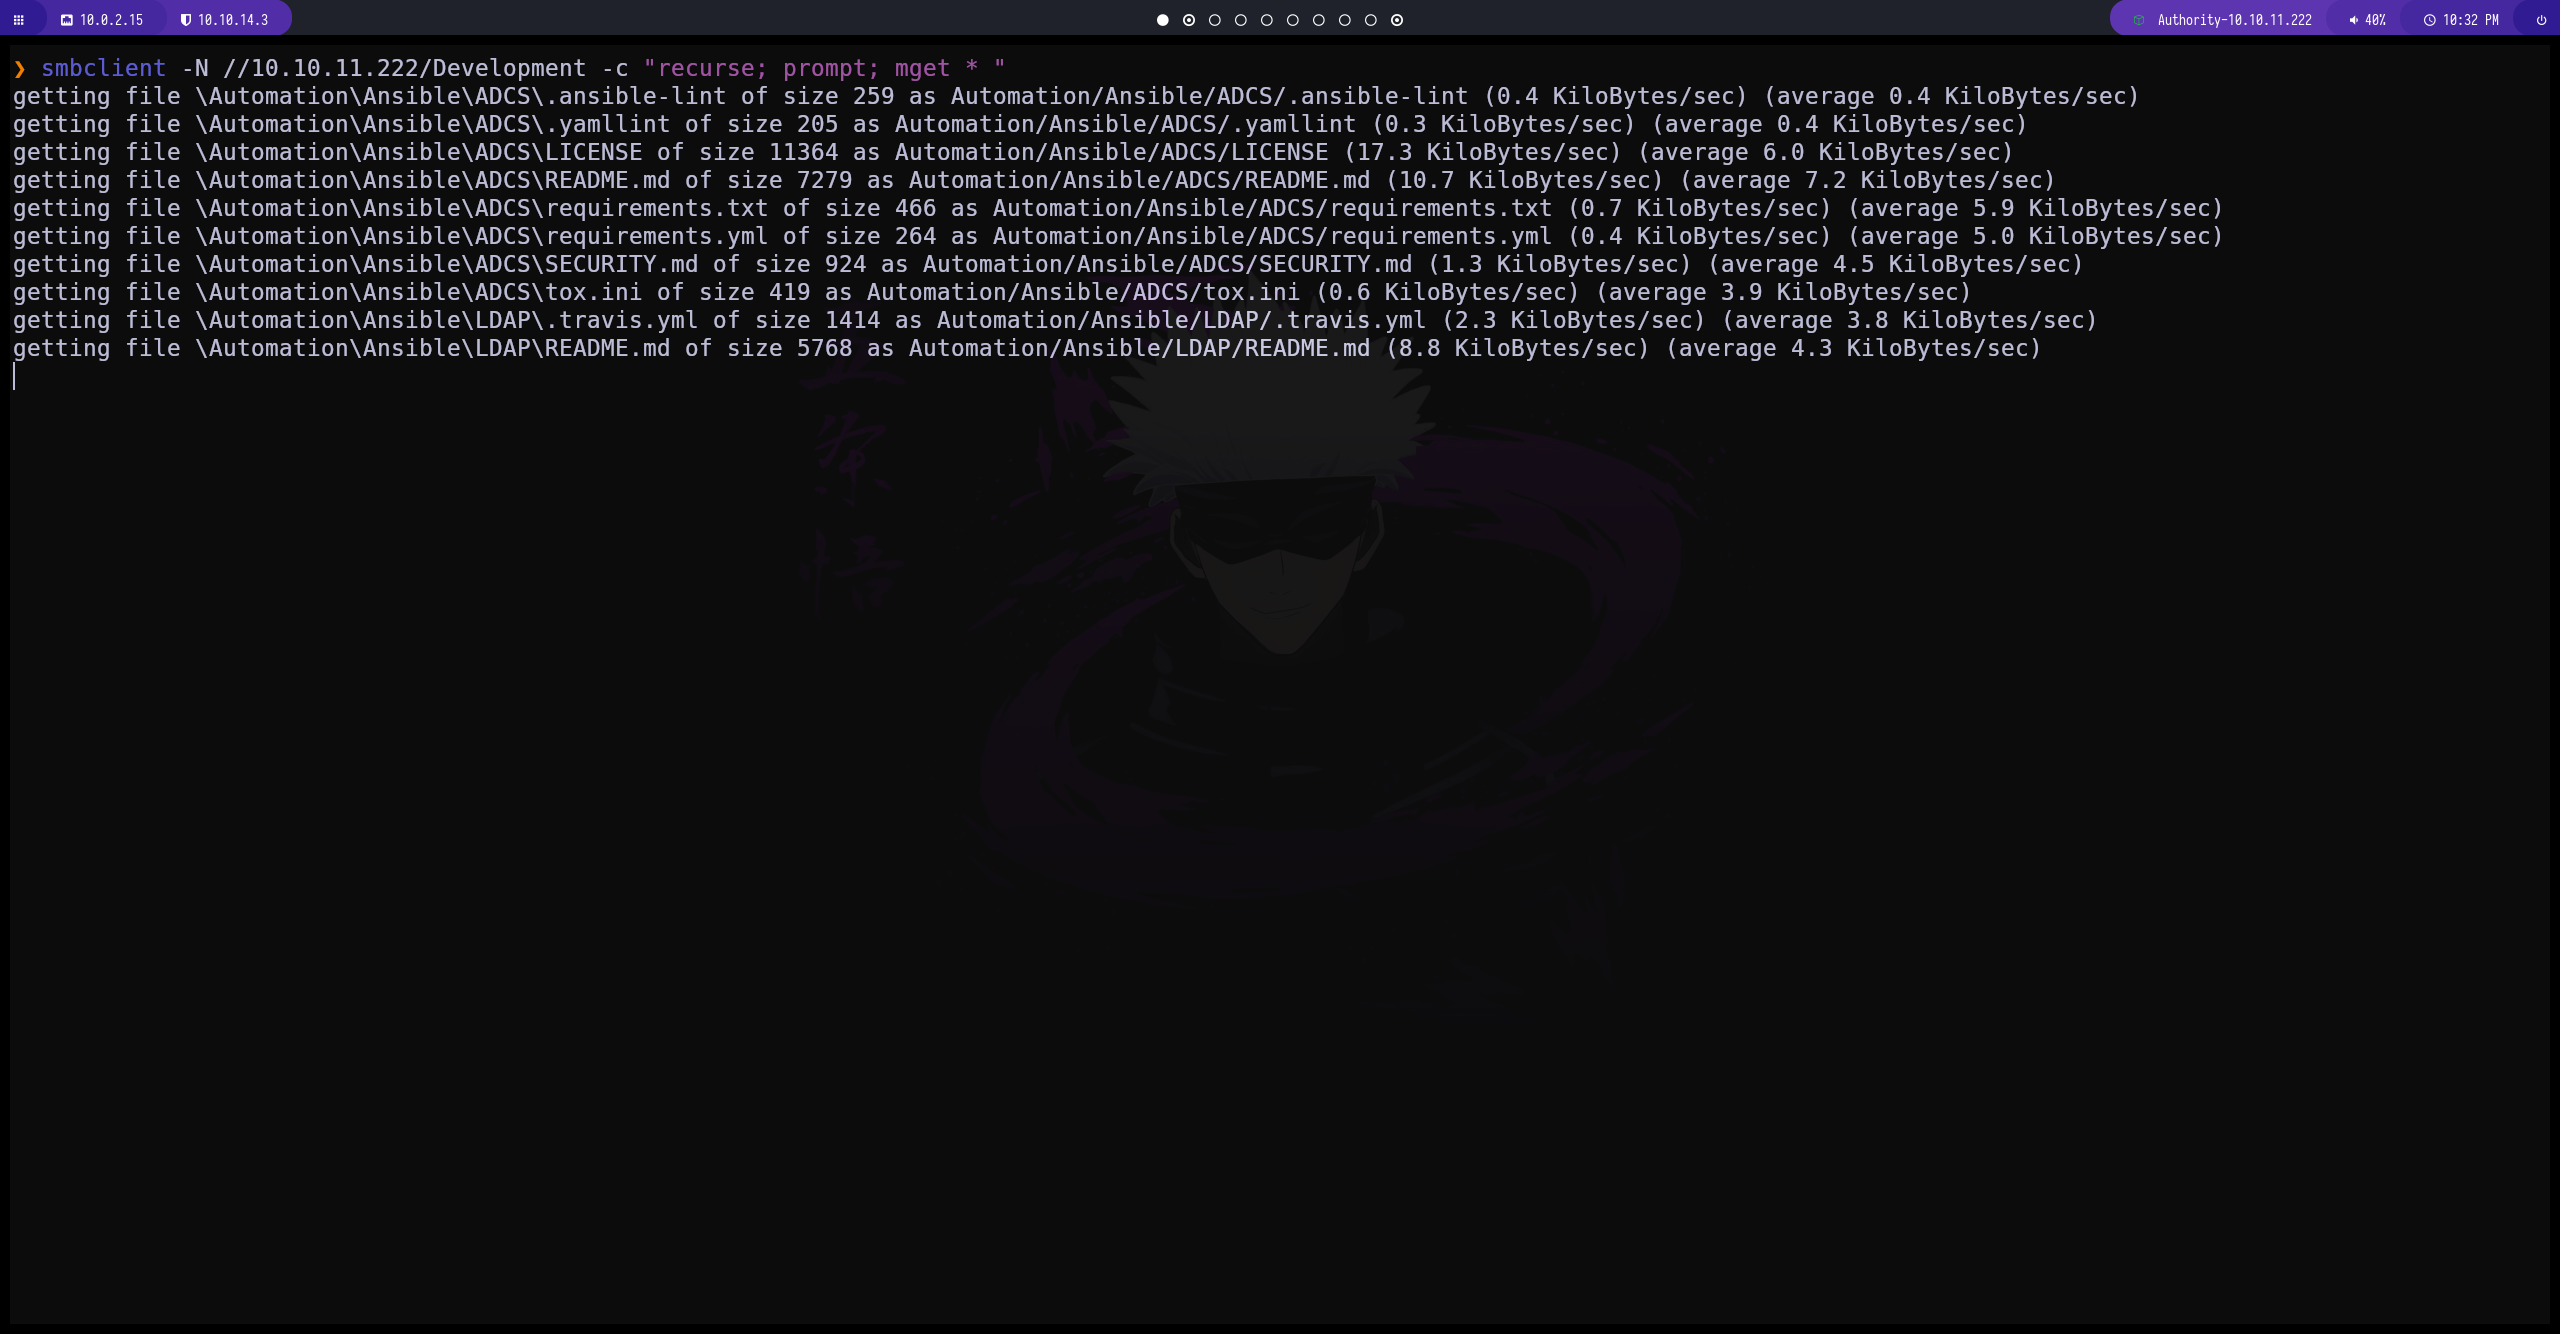 10.0.2.15 10.10.14.3 Authority-10.10.11.222 40% 10:32 PM
❯ smbclient -N //10.10.11.222/Development -c "recurse; prompt; mget * "
getting file \Automation\Ansible\ADCS\.ansible-lint of size 259 as Automation/Ansible/ADCS/.ansible-lint (0.4 KiloBytes/sec) (average 0.4 KiloBytes/sec)
getting file \Automation\Ansible\ADCS\.yamllint of size 205 as Automation/Ansible/ADCS/.yamllint (0.3 KiloBytes/sec) (average 0.4 KiloBytes/sec)
getting file \Automation\Ansible\ADCS\LICENSE of size 11364 as Automation/Ansible/ADCS/LICENSE (17.3 KiloBytes/sec) (average 6.0 KiloBytes/sec)
getting file \Automation\Ansible\ADCS\README.md of size 7279 as Automation/Ansible/ADCS/README.md (10.7 KiloBytes/sec) (average 7.2 KiloBytes/sec)
getting file \Automation\Ansible\ADCS\requirements.txt of size 466 as Automation/Ansible/ADCS/requirements.txt (0.7 KiloBytes/sec) (average 5.9 KiloBytes/sec)
getting file \Automation\Ansible\ADCS\requirements.yml of size 264 as Automation/Ansible/ADCS/requirements.yml (0.4 KiloBytes/sec) (average 5.0 KiloBytes/sec)
getting file \Automation\Ansible\ADCS\SECURITY.md of size 924 as Automation/Ansible/ADCS/SECURITY.md (1.3 KiloBytes/sec) (average 4.5 KiloBytes/sec)
getting file \Automation\Ansible\ADCS\tox.ini of size 419 as Automation/Ansible/ADCS/tox.ini (0.6 KiloBytes/sec) (average 3.9 KiloBytes/sec)
getting file \Automation\Ansible\LDAP\.travis.yml of size 1414 as Automation/Ansible/LDAP/.travis.yml (2.3 KiloBytes/sec) (average 3.8 KiloBytes/sec)
getting file \Automation\Ansible\LDAP\README.md of size 5768 as Automation/Ansible/LDAP/README.md (8.8 KiloBytes/sec) (average 4.3 KiloBytes/sec)